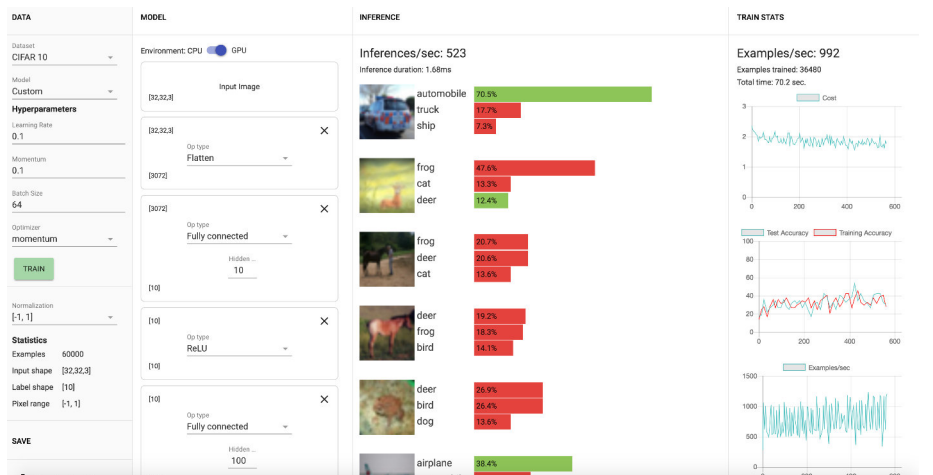 DATA
Dataset
CIFAR 10
Model
Custom
Hyperparameters
Learning Rate
0.1
Momentum
0.1
Batch Size
64
Optimizer
momentum
TRAIN
Normalization
[-1, 1]
Statistics
Examples 60000
Input shape [32,32,3]
Label shape [10]
Pixel range [-1, 1]
SAVE
MODEL
Environment: CPU GPU
Input Image
[32,32,3]
[32,32,3]
Op type
Flatten
[3072]
[3072]
Op type
Fully connected
Hidden ...
10
[10]
[10]
Op type
ReLU
[10]
[10]
Op type
Fully connected
Hidden ...
100
INFERENCE
Inferences/sec: 523
Inference duration: 1.68ms
automobile 70.5%
truck 17.7%
ship 7.3%
frog 47.6%
cat 13.3%
deer 12.4%
frog 20.7%
deer 20.6%
cat 13.6%
deer 19.2%
frog 18.3%
bird 14.1%
deer 26.9%
bird 26.4%
dog 13.6%
airplane 38.4%
TRAIN STATS
Examples/sec: 992
Examples trained: 36480
Total time: 70.2 sec.
Cost
3
2
1
0
0 200 400 600
Test Accuracy Training Accuracy
100
80
60
40
20
0
0 200 400 600
Examples/sec
1500
1000
500
0